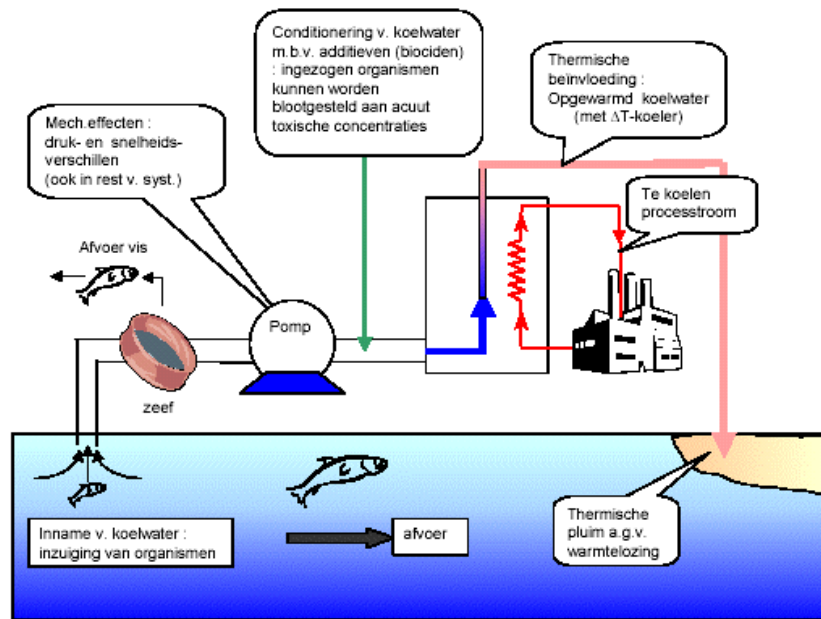 Conditionering v. koelwater
m.b.v. additieven (biociden)
: ingezogen organismen
kunnen worden
blootgesteld aan acuut
toxische concentraties
Thermische
beïnvloeding :
Opgewarmd koelwater
(met ΔT-koeler)
Mech.effecten :
druk- en snelheids-
verschillen
(ook in rest v. syst.)
Te koelen
processtroom
Afvoer vis
Pomp
zeef
Inname v. koelwater :
inzuiging van organismen
afvoer
Thermische
pluim a.g.v.
warmtelozing